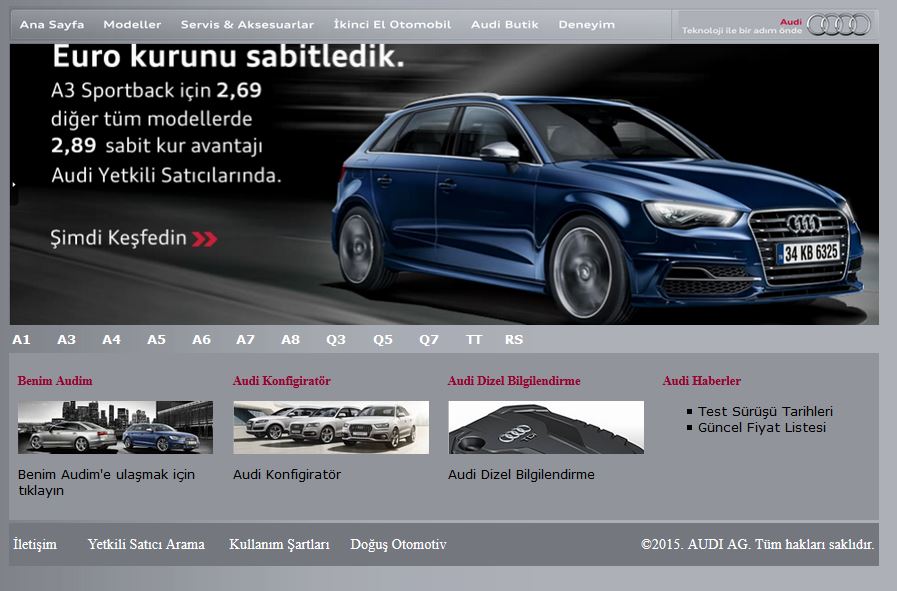 Ana Sayfa Modeller Servis & Aksesuarlar İkinci El Otomobil Audi Butik Deneyim
Audi
Teknoloji ile bir adım önde
Euro kurunu sabitledik.
A3 Sportback için 2,69
diğer tüm modellerde
2,89 sabit kur avantajı
Audi Yetkili Satıcılarında.
Şimdi Keşfedin
34 KB 6325
A1 A3 A4 A5 A6 A7 A8 Q3 Q5 Q7 TT RS
Benim Audim
Benim Audim'e ulaşmak için
tıklayın
Audi Konfigiratör
Audi Konfigiratör
Audi Dizel Bilgilendirme
TDI
Audi Dizel Bilgilendirme
Audi Haberler
Test Sürüşü Tarihleri
Güncel Fiyat Listesi
İletişim Yetkili Satıcı Arama Kullanım Şartları Doğuş Otomotiv ©2015. AUDI AG. Tüm hakları saklıdır.